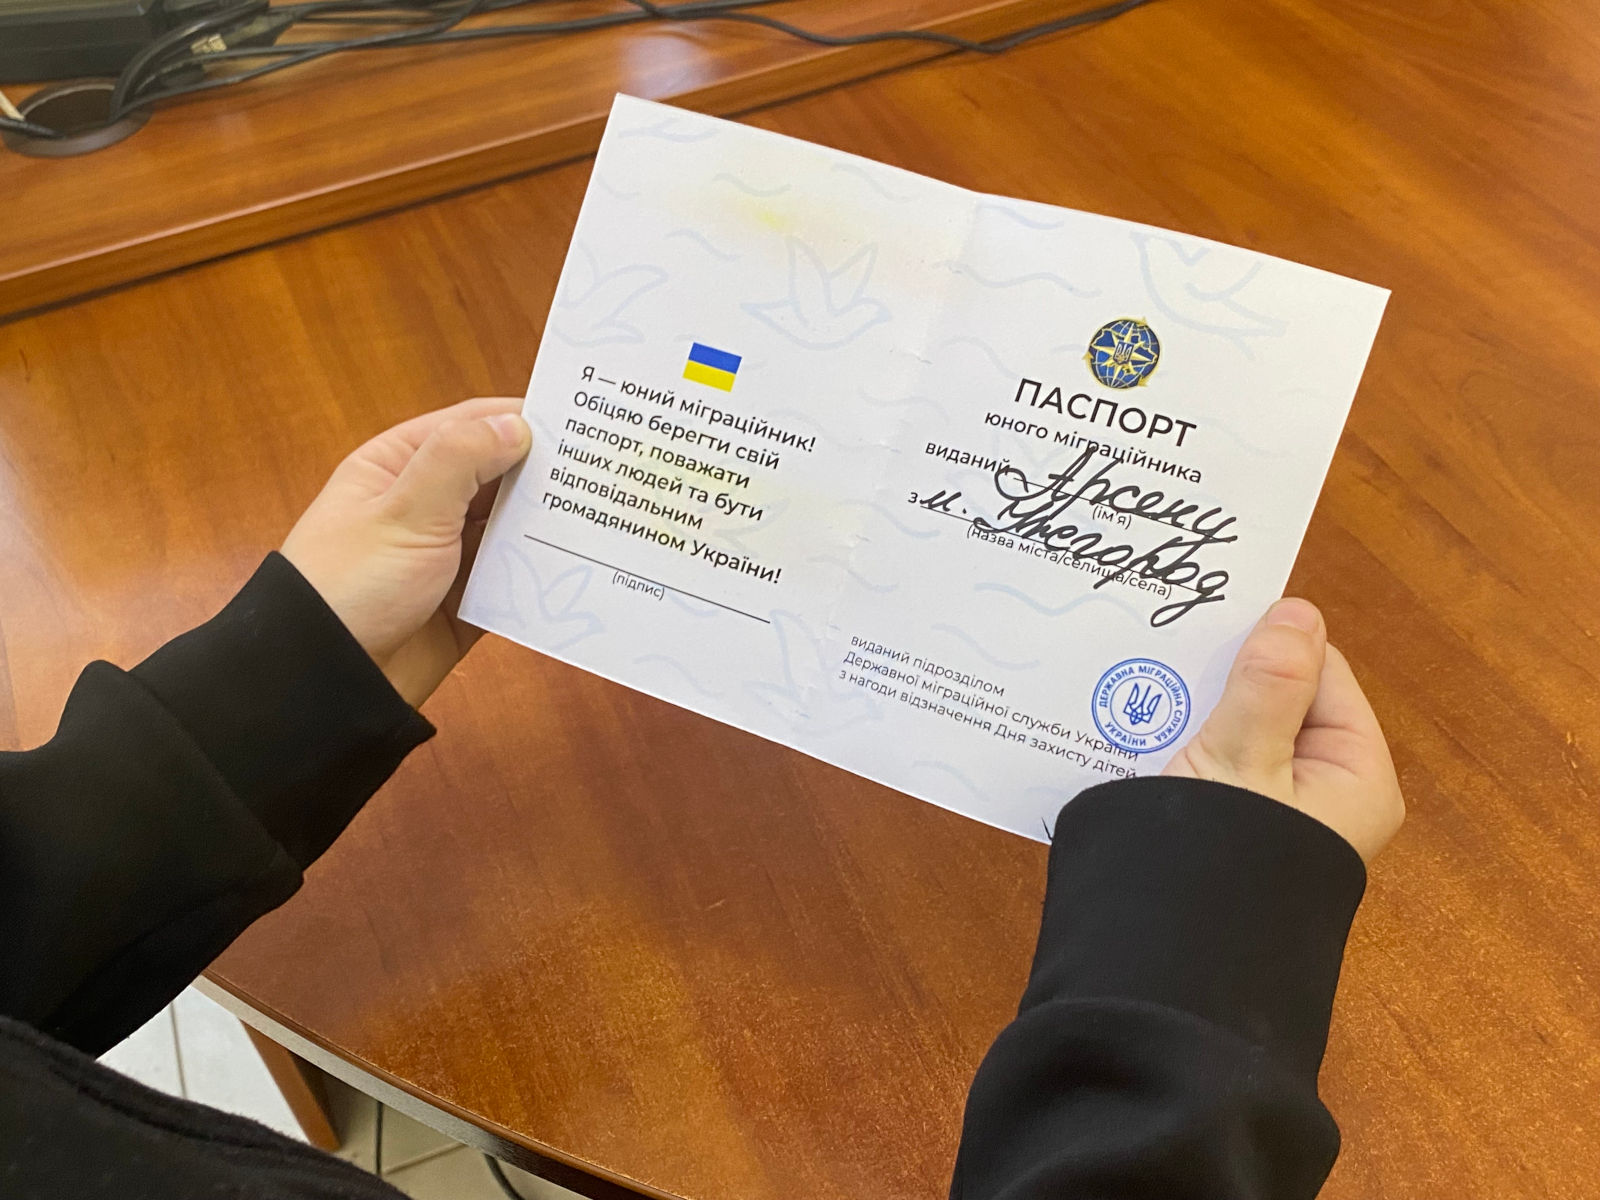 Я — юний міграційник!
Обіцяю берегти свій
паспорт, поважати
інших людей та бути
відповідальним
громадянином України!
(підпис)
ПАСПОРТ
юного міграційника
виданий Арсену
(ім'я)
з м. Ужгород
(назва міста/селища/села)
виданий підрозділом
Державної міграційної служби України
з нагоди відзначення Дня захисту дітей
ДЕРЖАВНА МІГРАЦІЙНА СЛУЖБА
УКРАЇНИ